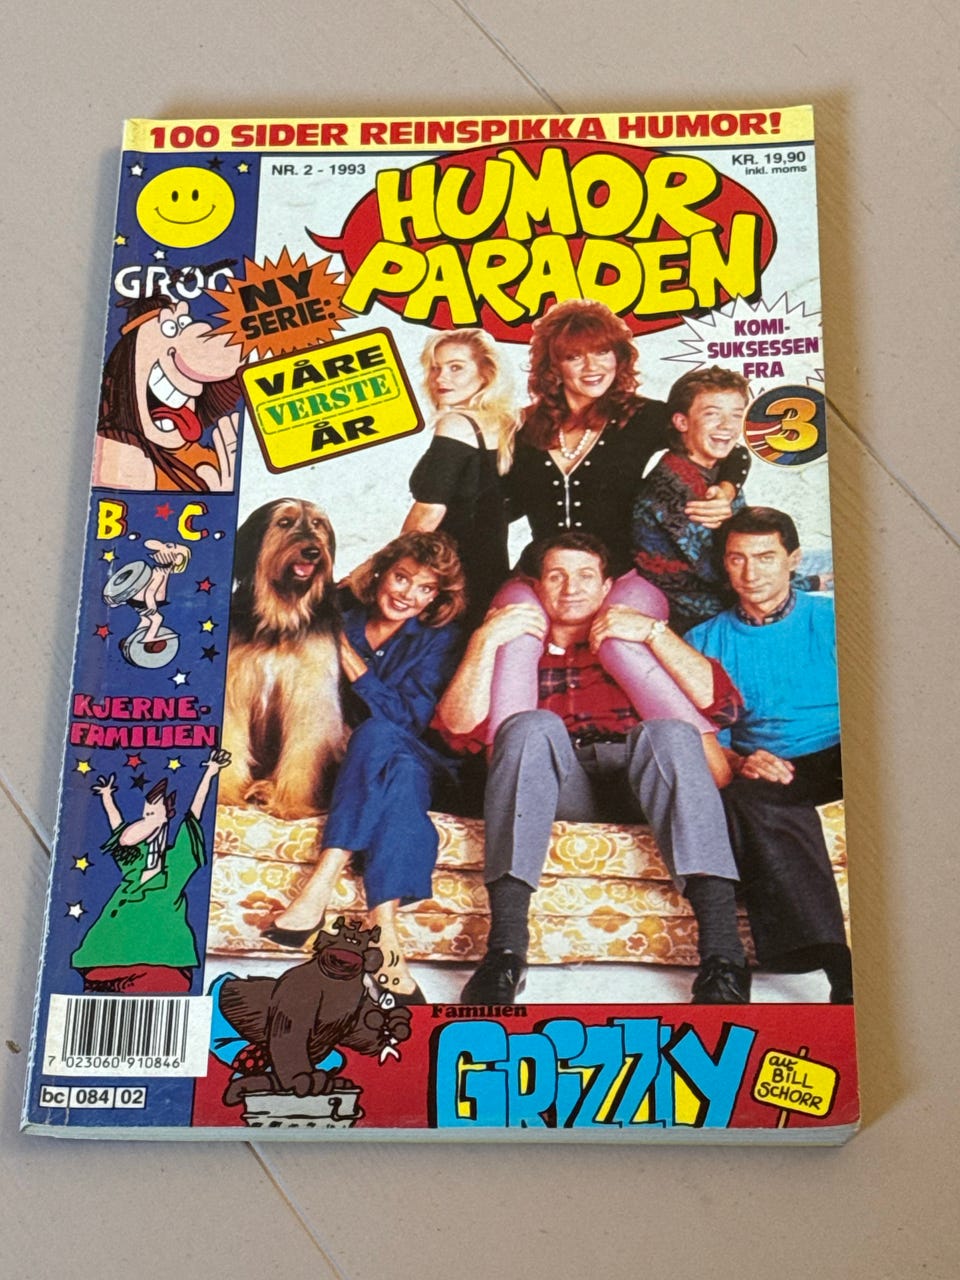 100 SIDER REINSPIKKA HUMOR!
NR. 2 - 1993
KR. 19,90
inkl. moms
HUMOR
PARADEN
NY
SERIE:
VÅRE
VERSTE
ÅR
KOMI-
SUKSESSEN
FRA
3
B. C.
KJERNE-
FAMILIEN
Familien
GRIZZLY
av
BILL
SCHORR
7 023060 910846
bc 084 02